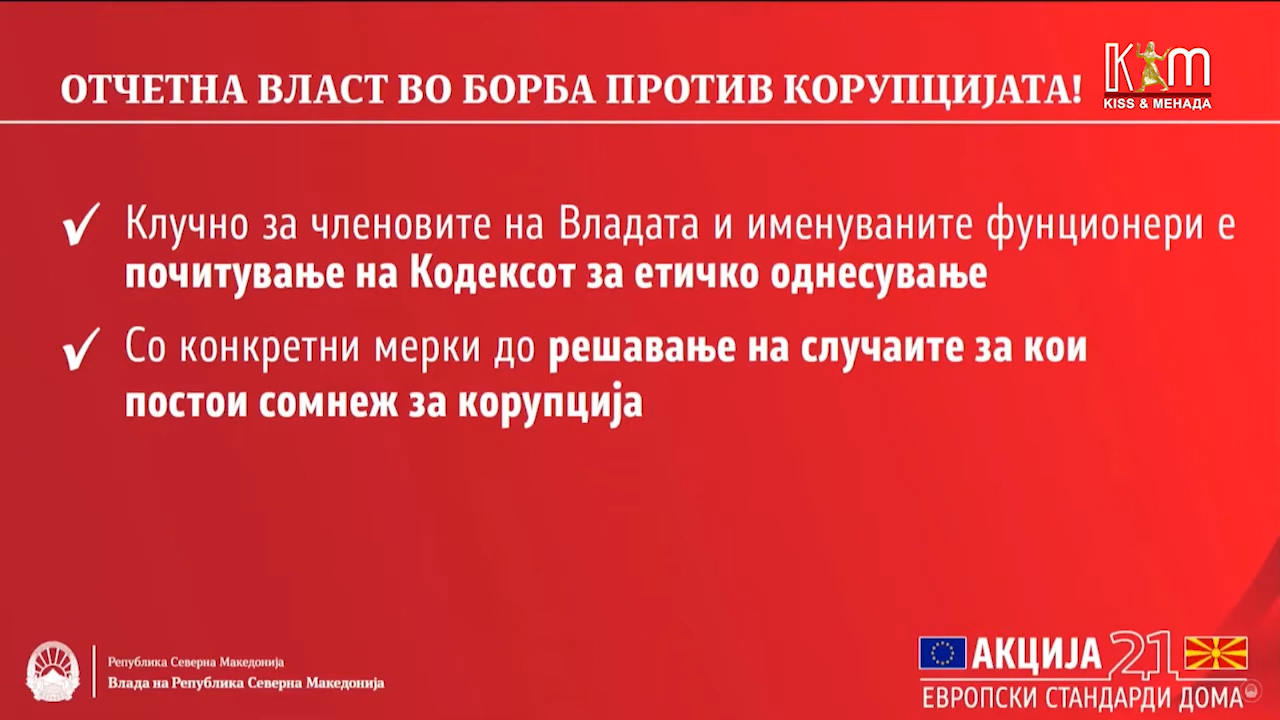 ОТЧЕТНА ВЛАСТ ВО БОРБА ПРОТИВ КОРУПЦИЈАТА!
KM
KISS & МЕНАДА
Клучно за членовите на Владата и именуваните фунционери е
почитување на Кодексот за етичко однесување
Со конкретни мерки до решавање на случаите за кои
постои сомнеж за корупција
Република Северна Македонија
Влада на Република Северна Македонија
АКЦИЈА 21
ЕВРОПСКИ СТАНДАРДИ ДОМА